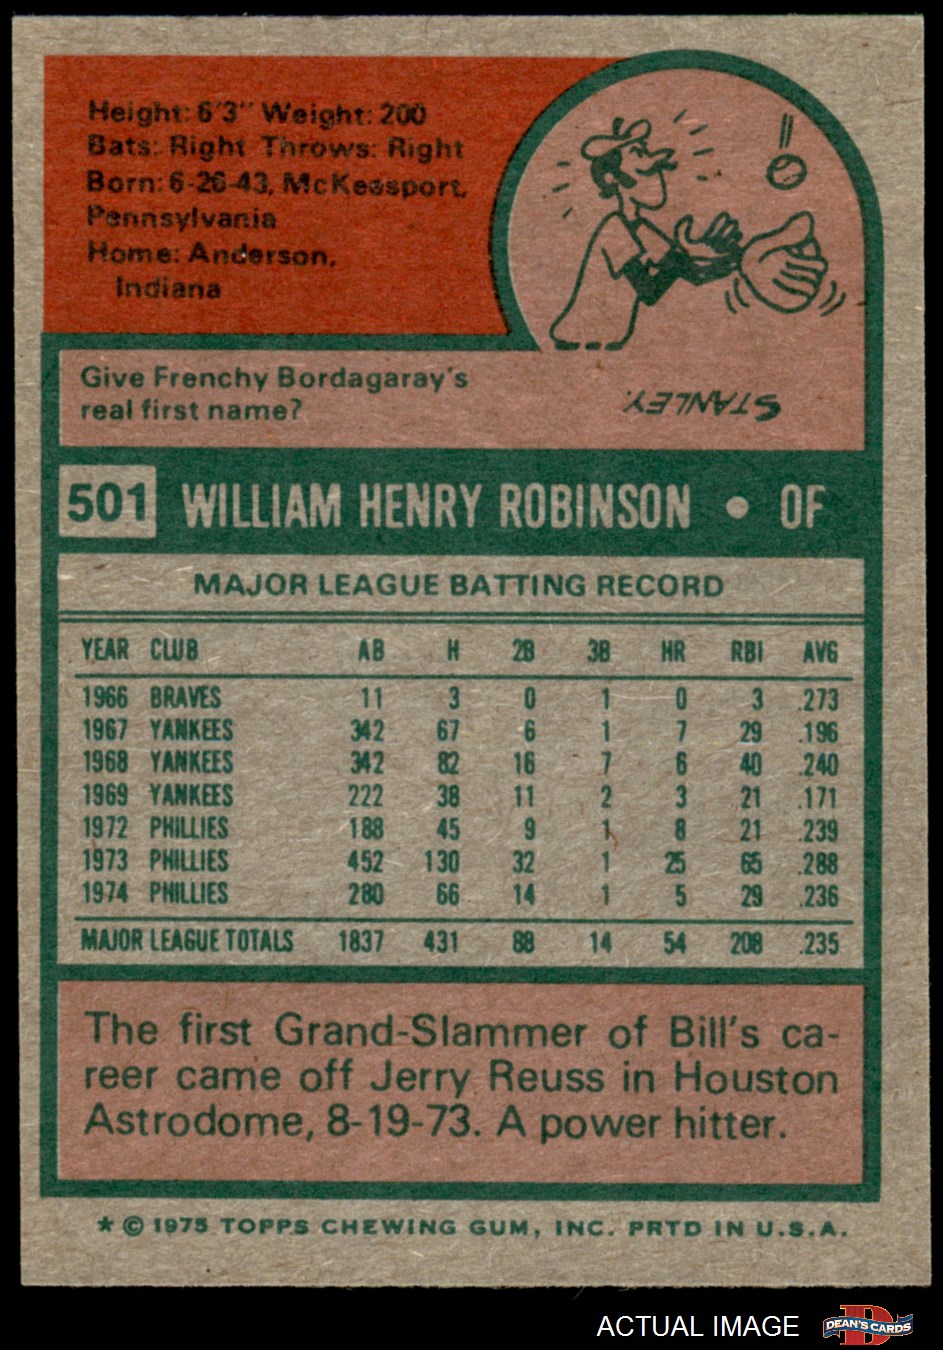 Height: 6'3" Weight: 200
Bats: Right Throws: Right
Born: 6-26-43, McKeesport,
Pennsylvania
Home: Anderson,
Indiana
Give Frenchy Bordagaray's
real first name?
STANLEY.
501 WILLIAM HENRY ROBINSON • OF
MAJOR LEAGUE BATTING RECORD
YEAR CLUB AB H 2B 3B HR RBI AVG
1966 BRAVES 11 3 0 1 0 3 .273
1967 YANKEES 342 67 6 1 7 29 .196
1968 YANKEES 342 82 16 7 6 40 .240
1969 YANKEES 222 38 11 2 3 21 .171
1972 PHILLIES 188 45 9 1 8 21 .239
1973 PHILLIES 452 130 32 1 25 65 .288
1974 PHILLIES 280 66 14 1 5 29 .236
MAJOR LEAGUE TOTALS 1837 431 88 14 54 208 .235
The first Grand-Slammer of Bill's ca-
reer came off Jerry Reuss in Houston
Astrodome, 8-19-73. A power hitter.
* © 1975 TOPPS CHEWING GUM, INC. PRTD IN U.S.A.
ACTUAL IMAGE
DEAN'S CARDS